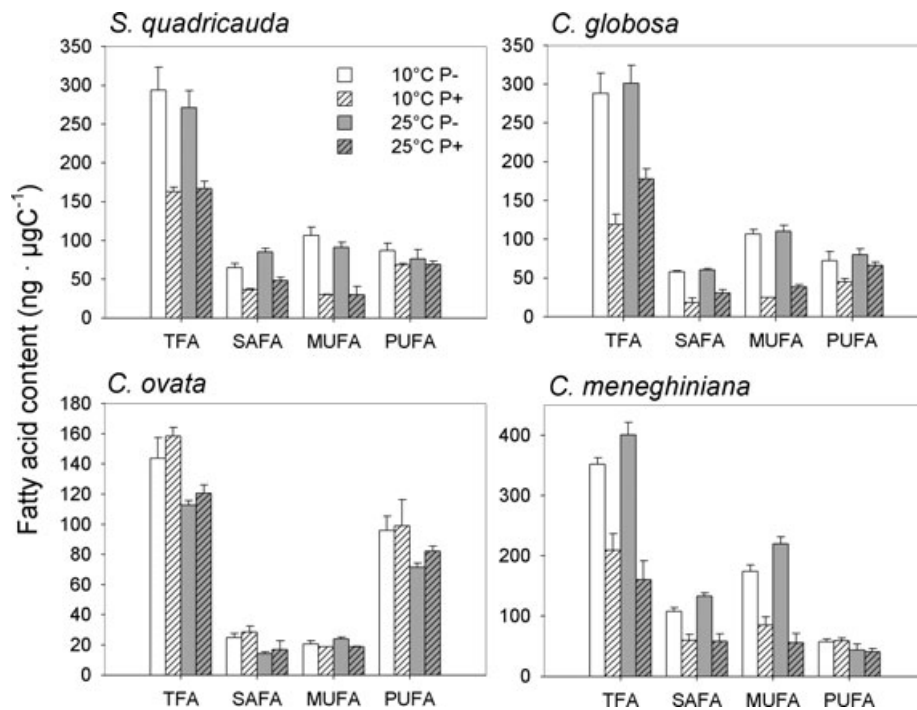 S. quadricauda
350
300
250
200
150
100
50
0
10°C P-
10°C P+
25°C P-
25°C P+
TFA SAFA MUFA PUFA
C. globosa
350
300
250
200
150
100
50
0
TFA SAFA MUFA PUFA
Fatty acid content (ng · µgC⁻¹)
C. ovata
180
160
140
120
100
80
60
40
20
0
TFA SAFA MUFA PUFA
C. meneghiniana
400
300
200
100
0
TFA SAFA MUFA PUFA